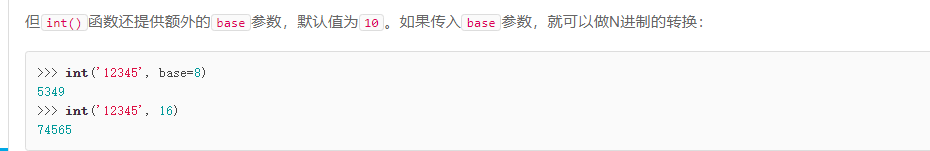 但int()函数还提供额外的base参数，默认值为10。如果传入base参数，就可以做N进制的转换：
>>> int('12345', base=8)
5349
>>> int('12345', 16)
74565